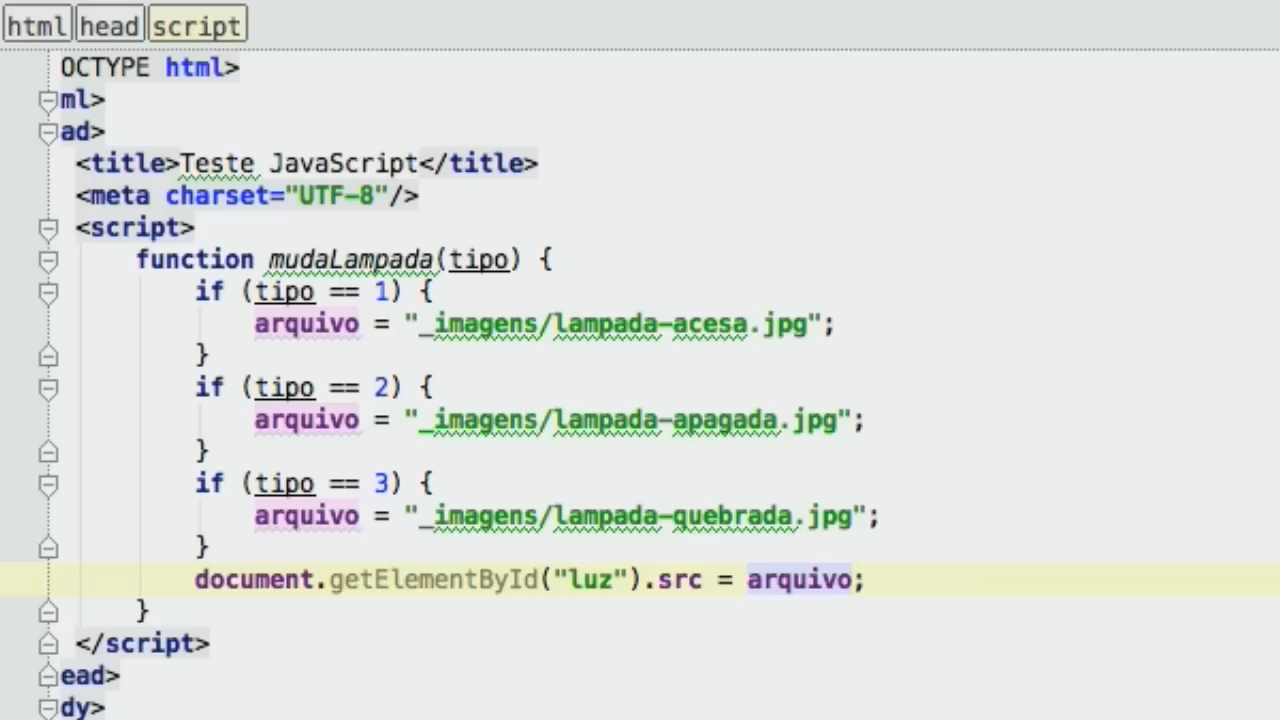 html head script
OCTYPE html>
ml>
ad>
<title>Teste JavaScript</title>
<meta charset="UTF-8"/>
<script>
function mudaLampada(tipo) {
if (tipo == 1) {
arquivo = "_imagens/lampada-acesa.jpg";
}
if (tipo == 2) {
arquivo = "_imagens/lampada-apagada.jpg";
}
if (tipo == 3) {
arquivo = "_imagens/lampada-quebrada.jpg";
}
document.getElementById("luz").src = arquivo;
}
</script>
ead>
dy>